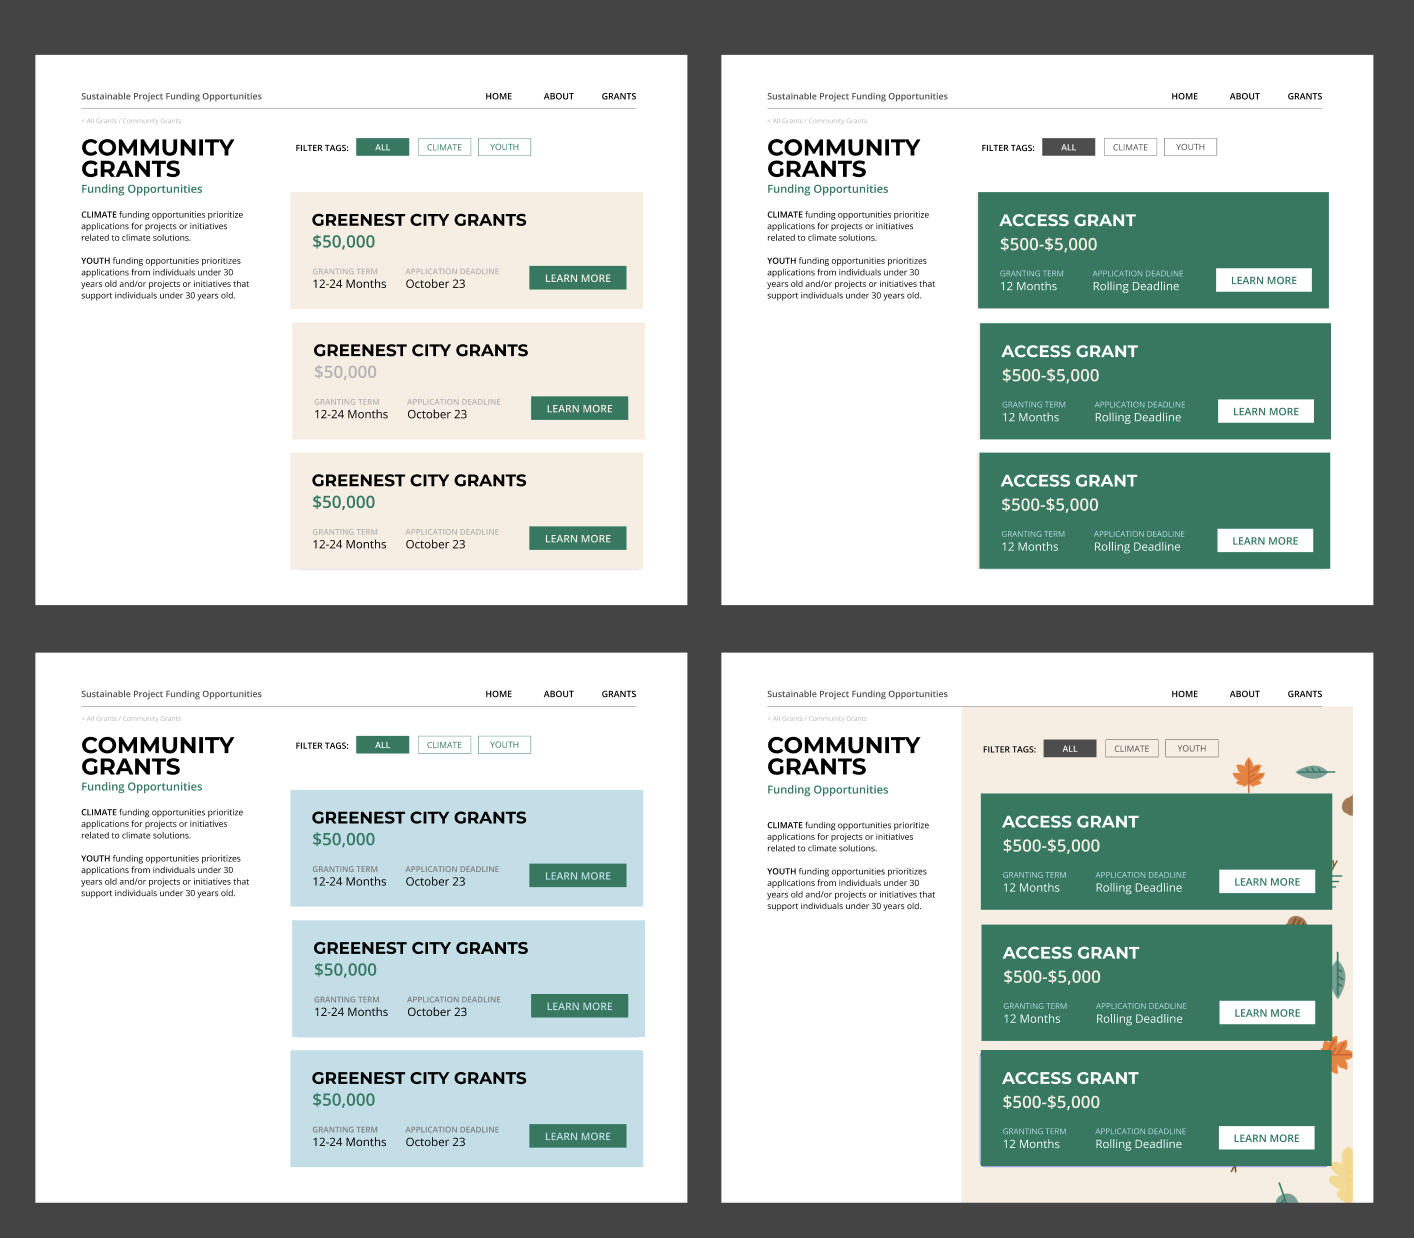 Sustainable Project Funding Opportunities
HOME ABOUT GRANTS
< All Grants / Community Grants
COMMUNITY
GRANTS
Funding Opportunities
CLIMATE funding opportunities prioritize
applications for projects or initiatives
related to climate solutions.
YOUTH funding opportunities prioritizes
applications from individuals under 30
years old and/or projects or initiatives that
support individuals under 30 years old.
FILTER TAGS: ALL CLIMATE YOUTH
GREENEST CITY GRANTS
$50,000
GRANTING TERM APPLICATION DEADLINE
12-24 Months October 23
LEARN MORE
GREENEST CITY GRANTS
$50,000
GRANTING TERM APPLICATION DEADLINE
12-24 Months October 23
LEARN MORE
GREENEST CITY GRANTS
$50,000
GRANTING TERM APPLICATION DEADLINE
12-24 Months October 23
LEARN MORE
Sustainable Project Funding Opportunities
HOME ABOUT GRANTS
< All Grants / Community Grants
COMMUNITY
GRANTS
Funding Opportunities
CLIMATE funding opportunities prioritize
applications for projects or initiatives
related to climate solutions.
YOUTH funding opportunities prioritizes
applications from individuals under 30
years old and/or projects or initiatives that
support individuals under 30 years old.
FILTER TAGS: ALL CLIMATE YOUTH
ACCESS GRANT
$500-$5,000
GRANTING TERM APPLICATION DEADLINE
12 Months Rolling Deadline
LEARN MORE
ACCESS GRANT
$500-$5,000
GRANTING TERM APPLICATION DEADLINE
12 Months Rolling Deadline
LEARN MORE
ACCESS GRANT
$500-$5,000
GRANTING TERM APPLICATION DEADLINE
12 Months Rolling Deadline
LEARN MORE
Sustainable Project Funding Opportunities
HOME ABOUT GRANTS
< All Grants / Community Grants
COMMUNITY
GRANTS
Funding Opportunities
CLIMATE funding opportunities prioritize
applications for projects or initiatives
related to climate solutions.
YOUTH funding opportunities prioritizes
applications from individuals under 30
years old and/or projects or initiatives that
support individuals under 30 years old.
FILTER TAGS: ALL CLIMATE YOUTH
GREENEST CITY GRANTS
$50,000
GRANTING TERM APPLICATION DEADLINE
12-24 Months October 23
LEARN MORE
GREENEST CITY GRANTS
$50,000
GRANTING TERM APPLICATION DEADLINE
12-24 Months October 23
LEARN MORE
GREENEST CITY GRANTS
$50,000
GRANTING TERM APPLICATION DEADLINE
12-24 Months October 23
LEARN MORE
Sustainable Project Funding Opportunities
HOME ABOUT GRANTS
< All Grants / Community Grants
COMMUNITY
GRANTS
Funding Opportunities
CLIMATE funding opportunities prioritize
applications for projects or initiatives
related to climate solutions.
YOUTH funding opportunities prioritizes
applications from individuals under 30
years old and/or projects or initiatives that
support individuals under 30 years old.
FILTER TAGS: ALL CLIMATE YOUTH
ACCESS GRANT
$500-$5,000
GRANTING TERM APPLICATION DEADLINE
12 Months Rolling Deadline
LEARN MORE
ACCESS GRANT
$500-$5,000
GRANTING TERM APPLICATION DEADLINE
12 Months Rolling Deadline
LEARN MORE
ACCESS GRANT
$500-$5,000
GRANTING TERM APPLICATION DEADLINE
12 Months Rolling Deadline
LEARN MORE